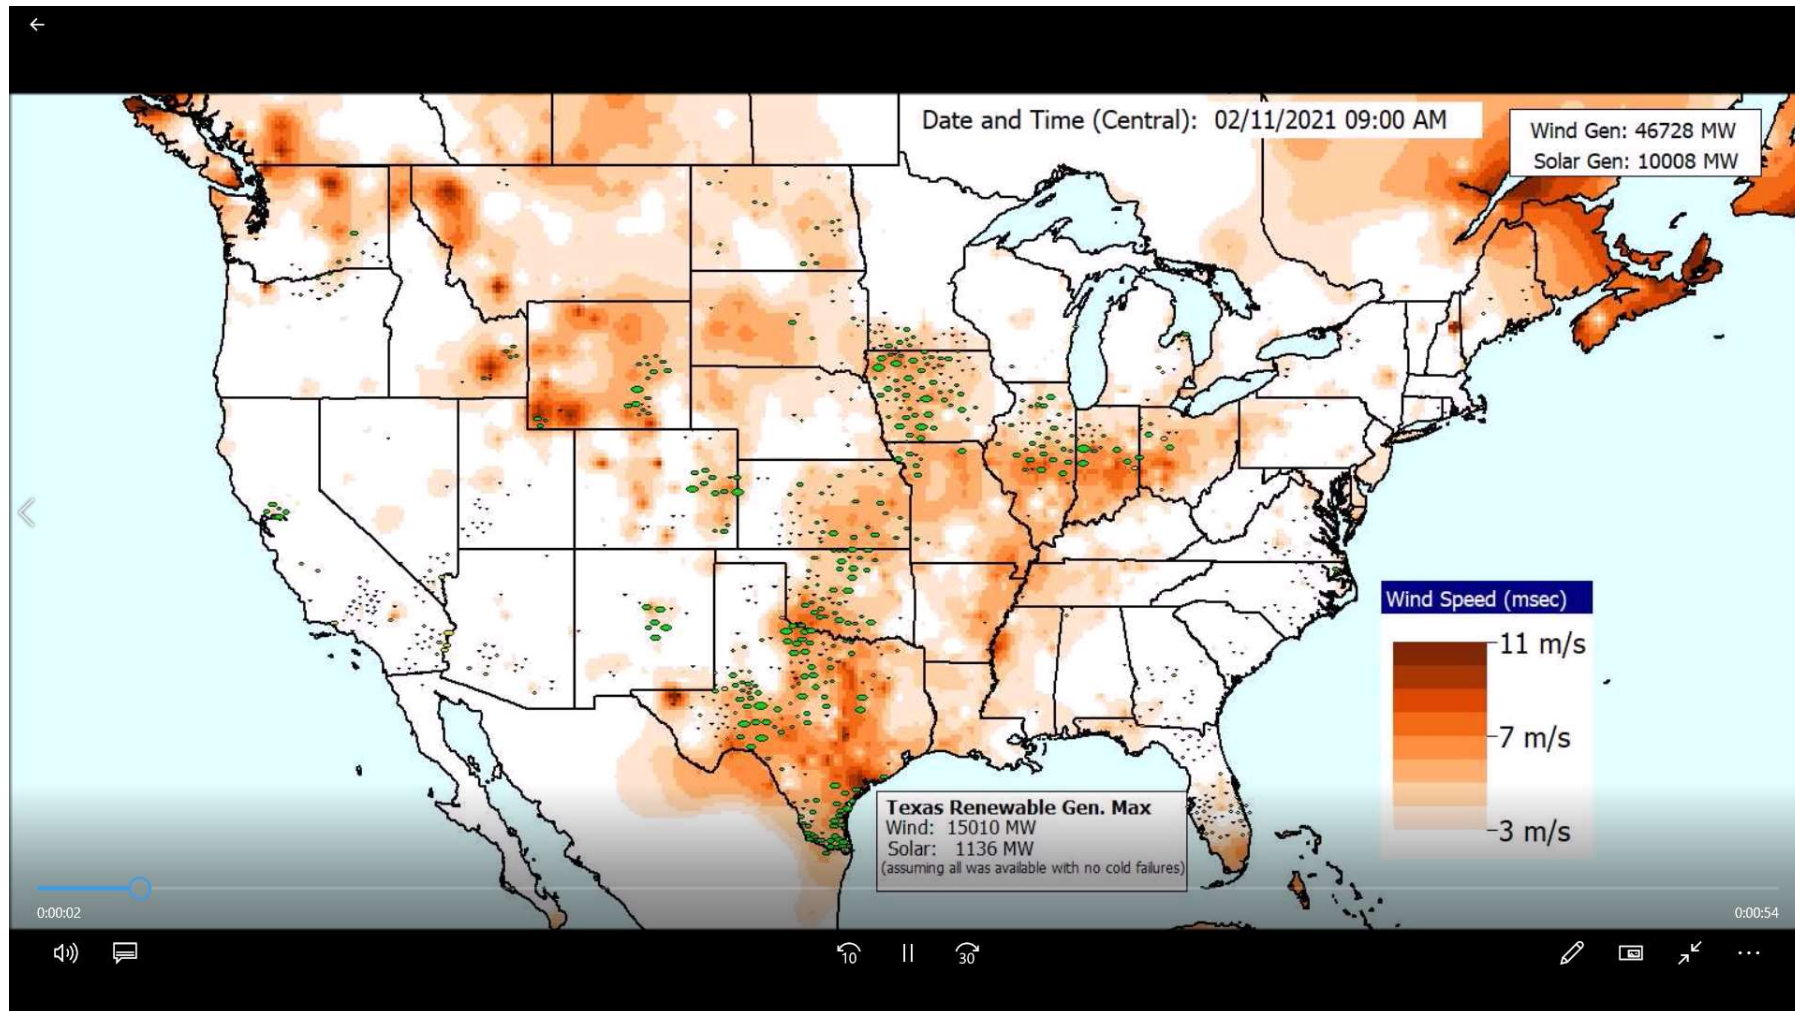 Date and Time (Central): 02/11/2021 09:00 AM
Wind Gen: 46728 MW
Solar Gen: 10008 MW
Wind Speed (msec)
11 m/s
7 m/s
3 m/s
Texas Renewable Gen. Max
Wind: 15010 MW
Solar: 1136 MW
(assuming all was available with no cold failures)
0:00:02
0:00:54
10
30